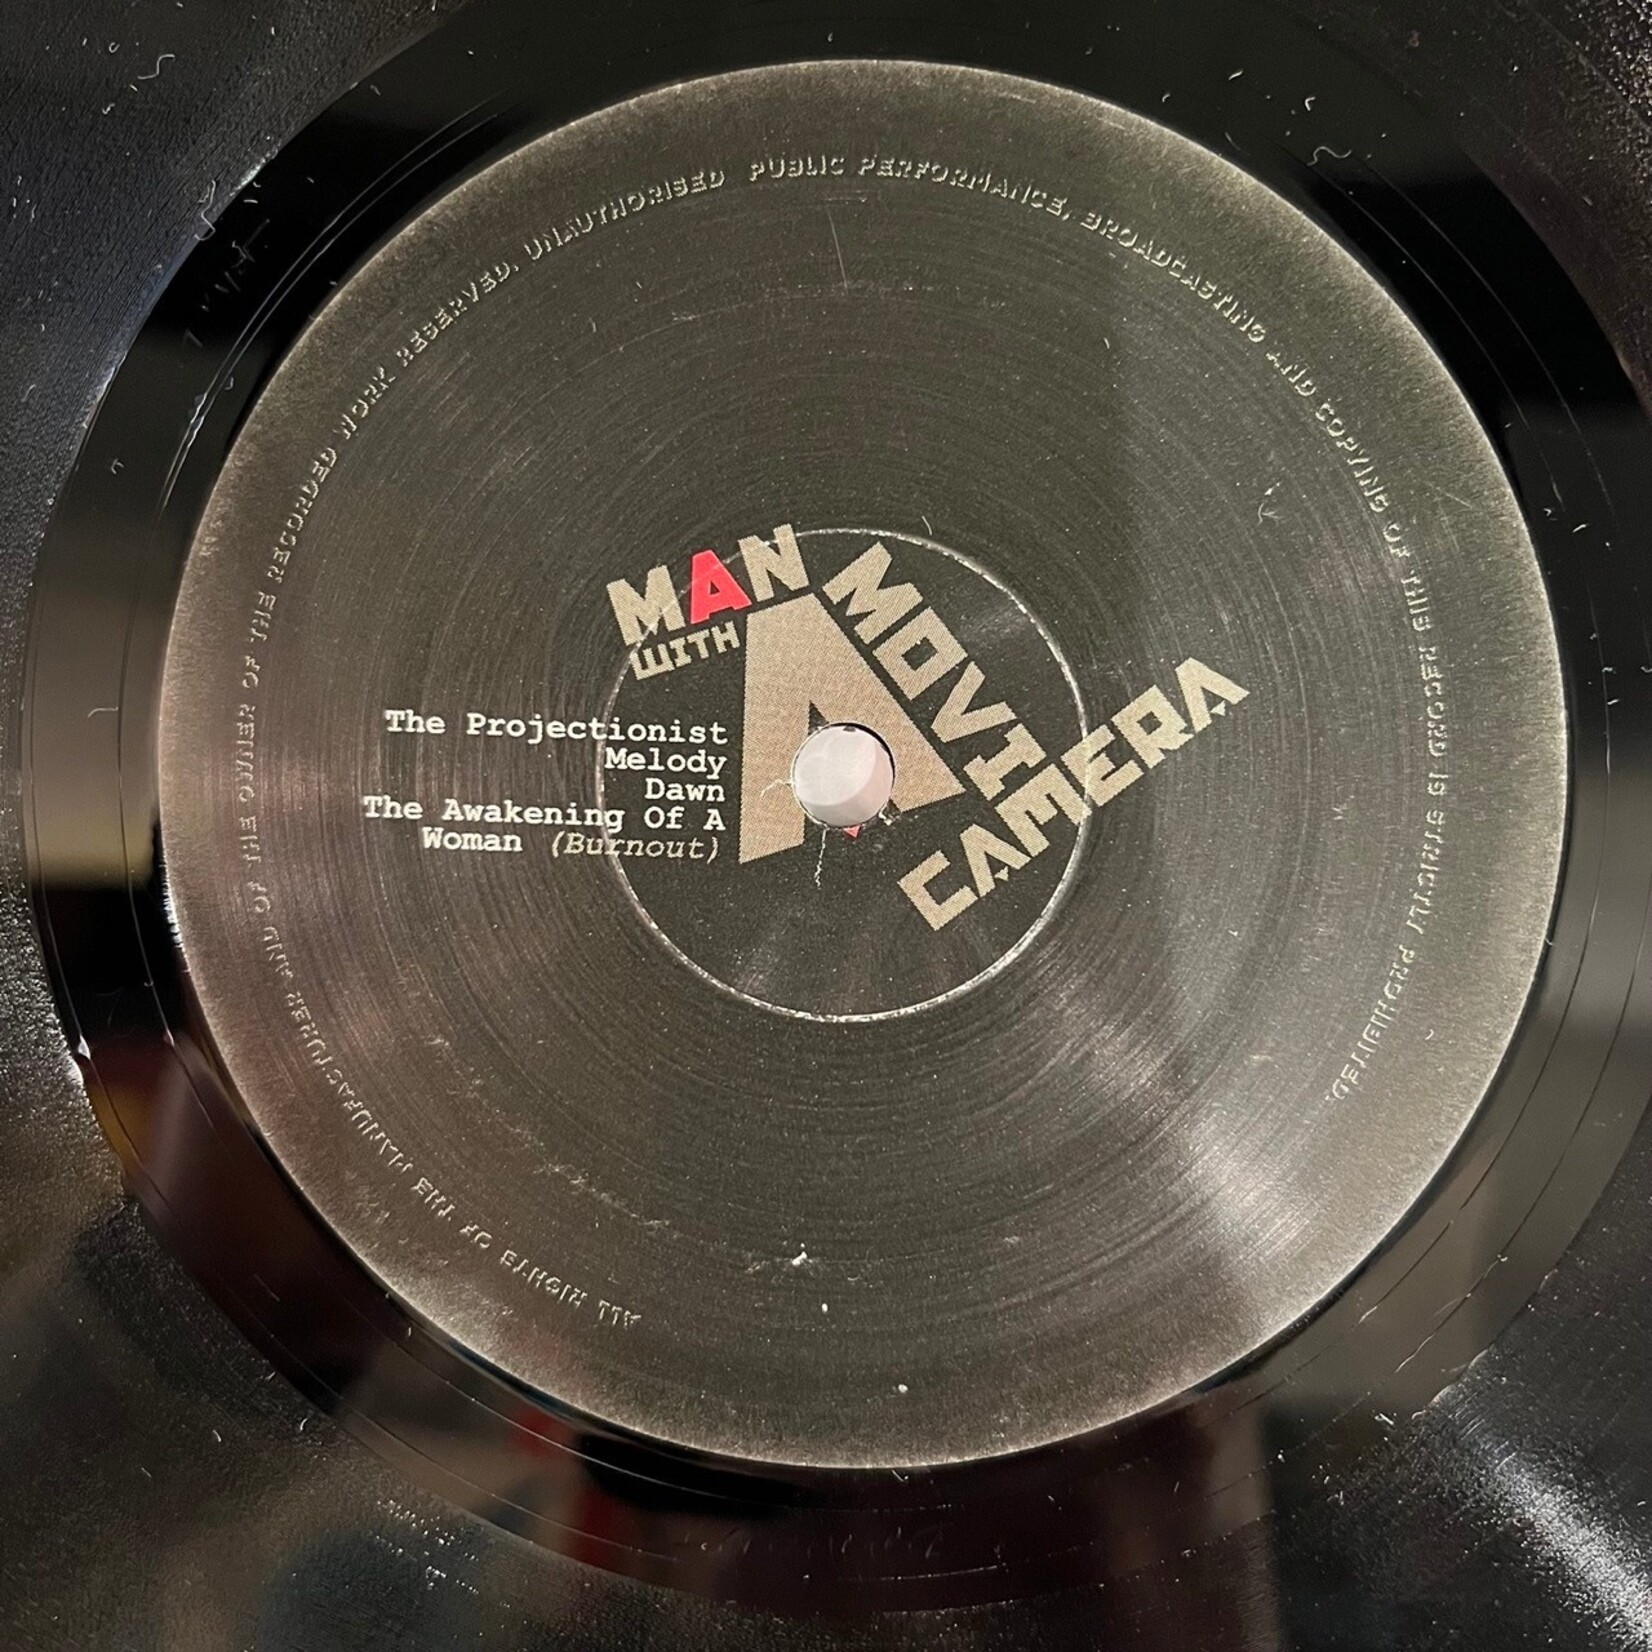 ALL RIGHTS OF THE MANUFACTURER AND OF THE OWNER OF THE RECORDED WORK RESERVED. UNAUTHORISED PUBLIC PERFORMANCE, BROADCASTING AND COPYING OF THIS RECORD IS STRICTLY PROHIBITED.
MAN
WITH
A
MOVIE
CAMERA
The Projectionist
Melody
Dawn
The Awakening Of A
Woman (Burnout)